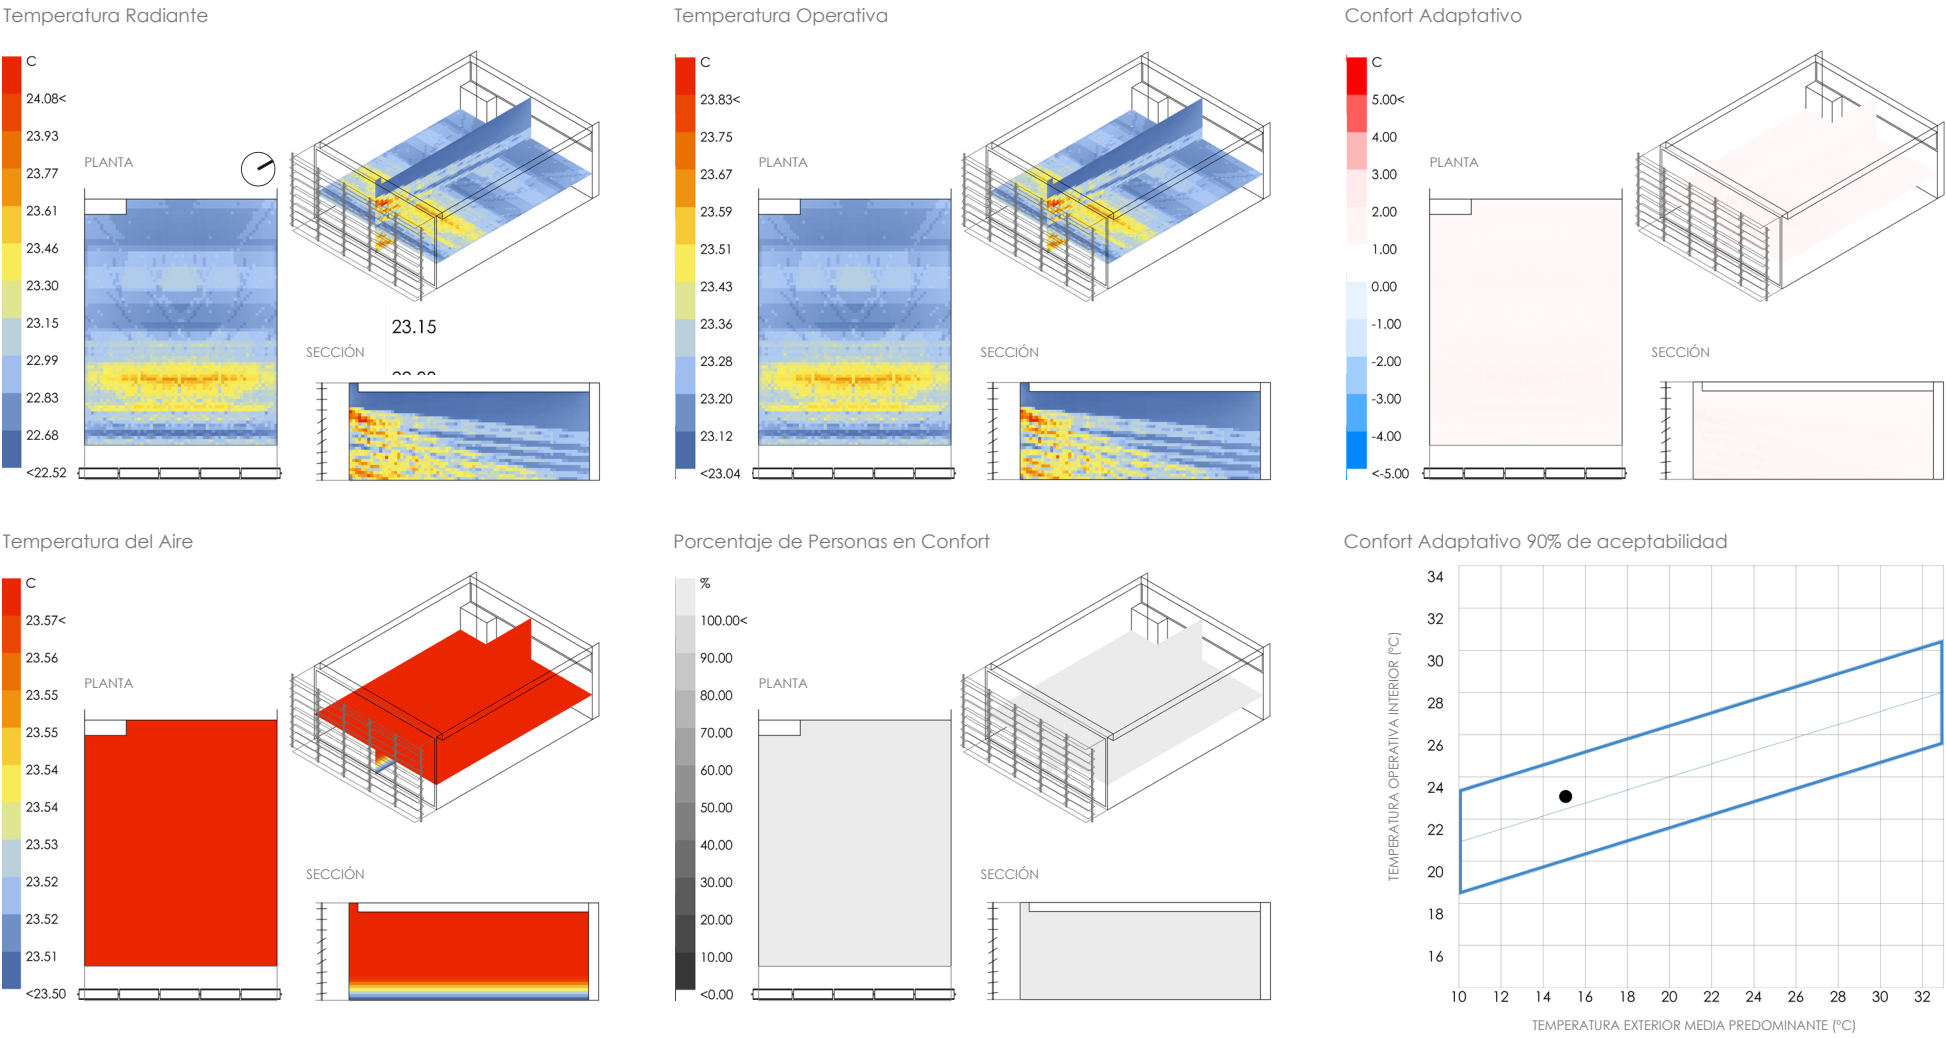 Temperatura Radiante
C
24.08<
23.93
23.77
23.61
23.46
23.30
23.15
22.99
22.83
22.68
<22.52
PLANTA
23.15
SECCIÓN
Temperatura Operativa
C
23.83<
23.75
23.67
23.59
23.51
23.43
23.36
23.28
23.20
23.12
<23.04
PLANTA
SECCIÓN
Confort Adaptativo
C
5.00<
4.00
3.00
2.00
1.00
0.00
-1.00
-2.00
-3.00
-4.00
<-5.00
PLANTA
SECCIÓN
Temperatura del Aire
C
23.57<
23.56
23.55
23.55
23.54
23.54
23.53
23.52
23.52
23.51
<23.50
PLANTA
SECCIÓN
Porcentaje de Personas en Confort
%
100.00<
90.00
80.00
70.00
60.00
50.00
40.00
30.00
20.00
10.00
<0.00
PLANTA
SECCIÓN
Confort Adaptativo 90% de aceptabilidad
TEMPERATURA OPERATIVA INTERIOR (ºC)
34
32
30
28
26
24
22
20
18
16
10 12 14 16 18 20 22 24 26 28 30 32
TEMPERATURA EXTERIOR MEDIA PREDOMINANTE (ºC)